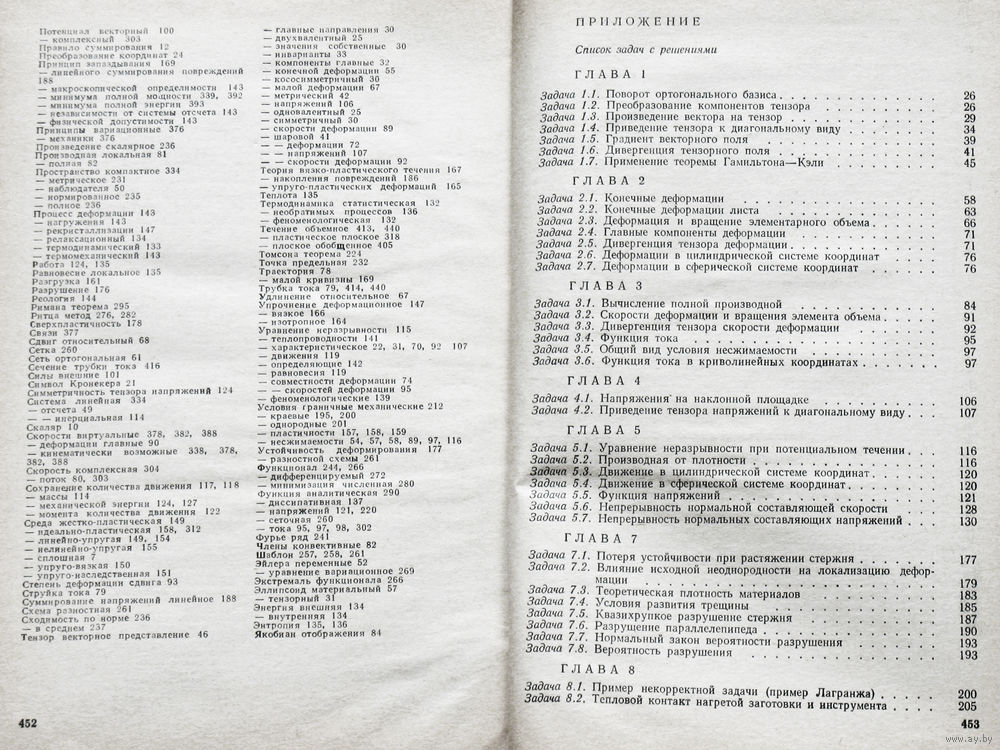 Потенциал векторный 100
— комплексный 303
Правило суммирования 12
Преобразование координат 24
Принцип запаздывания 169
— линейного суммирования повреждений
188
— макроскопической определимости 143
— минимума полной мощности 339, 392
— минимума полной энергии 393
— независимости от системы отсчета 143
— физической допустимости 143
Принципы вариационные 376
— механики 376
Произведение скалярное 236
Производная локальная 81
— полная 82
Пространство компактное 334
— метрическое 231
— наблюдателя 50
— нормированное 235
— полное 236
Процесс деформации 143
— нагружения 143
— рекристаллизации 147
— релаксационный 134
— термодинамический 133
— термомеханический 143
Работа 124, 135
Равновесие локальное 135
Разгрузка 161
Разрушение 176
Реология 144
Римана теорема 295
Ритца метод 276, 282
Сверхпластичность 178
Связи 377
Сдвиг относительный 68
Сетка 260
Сеть ортогональная 61
Сечение трубки тока 416
Силы внешние 101
Символ Кронекера 21
Симметричность тензора напряжений 124
Система линейная 334
— отсчета 49
— — инерциальная 114
Скаляр 10
Скорости виртуальные 378, 382, 388
— деформации главные 90
— кинематически возможные 338, 378,
382, 388
Скорость комплексная 304
— поток 80, 303
Сохранение количества движения 117, 118
— массы 114
— механической энергии 124, 127
— момента количества движения 122
Среда жестко-пластическая 149
— идеально-пластическая 158, 312
— линейно-упругая 149, 154
— нелинейно-упругая 155
— сплошная 7
— упруго-вязкая 150
— упруго-наследственная 151
Степень деформации сдвига 93
Струйка тока 79
Суммирование напряжений линейное 188
Схема разностная 261
Сходимость по норме 236
— в среднем 237
Тензор векторное представление 46
452
— главные направления 30
— двухвалентный 25
— значения собственные 30
— инварианты 33
— компоненты главные 32
— конечной деформации 55
— кососимметричный 30
— малой деформации 67
— метрический 42
— напряжений 106
— одновалентный 25
— симметричный 30
— скорости деформации 89
— шаровой 41
— — деформации 72
— — напряжений 107
— — скорости деформации 92
Теория вязко-пластического течения 167
— накопления повреждений 186
— упруго-пластических деформаций 165
Теплота 135
Термодинамика статистическая 132
— необратимых процессов 136
— феноменологическая 132
Течение объемное 413, 440
— пластическое плоское 318
— плоское обобщенное 405
Томсона теорема 224
Точка предельная 232
Траектория 78
— малой кривизны 169
Трубка тока 79, 414, 440
Удлинение относительное 67
Упрочнение деформационное 147
— вязкое 166
— изотропное 164
Уравнение неразрывности 115
— теплопроводности 141
— характеристическое 22, 31, 70, 92 107
— движения 119
— определяющие 142
— равновесия 119
— совместности деформаций 74
— — скоростей деформации 95
— феноменологические 139
Условия граничные механические 212
— краевые 195, 200
— однородные 201
— пластичности 157, 158, 159
— несжимаемости 54, 57, 58, 89, 97, 116
Устойчивость деформирования 177
— разностной схемы 261
Функционал 244, 266
— дифференцируемый 272
— минимизация численная 280
Функция аналитическая 290
— диссипативная 137
— напряжений 121, 220
— сеточная 260
— тока 95, 97, 98, 302
Фурье ряд 241
Члены конвективные 82
Шаблон 257, 258, 261
Эйлера переменные 52
— уравнение вариационное 269
Экстремаль функционала 266
Эллипсоид материальный 57
— тензорный 31
Энергия внешняя 134
— внутренняя 134
Энтропия 135, 136
Якобиан отображения 84
ПРИЛОЖЕНИЕ
Список задач с решениями
ГЛАВА 1
Задача 1.1. Поворот ортогонального базиса . . . 26
Задача 1.2. Преобразование компонентов тензора . . . 26
Задача 1.3. Произведение вектора на тензор . . . 29
Задача 1.4. Приведение тензора к диагональному виду . . . 34
Задача 1.5. Градиент векторного поля . . . 39
Задача 1.6. Дивергенция тензорного поля . . . 41
Задача 1.7. Применение теоремы Гамильтона—Кэли . . . 45
ГЛАВА 2
Задача 2.1. Конечные деформации . . . 58
Задача 2.2. Конечные деформации листа . . . 63
Задача 2.3. Деформация и вращение элементарного объема . . . 66
Задача 2.4. Главные компоненты деформации . . . 71
Задача 2.5. Дивергенция тензора деформации . . . 71
Задача 2.6. Деформации в цилиндрической системе координат . . . 76
Задача 2.7. Деформации в сферической системе координат . . . 76
ГЛАВА 3
Задача 3.1. Вычисление полной производной . . . 84
Задача 3.2. Скорости деформации и вращения элемента объема . . . 91
Задача 3.3. Дивергенция тензора скорости деформации . . . 92
Задача 3.4. Функция тока . . . 95
Задача 3.5. Общий вид условия несжимаемости . . . 97
Задача 3.6. Функция тока в криволинейных координатах . . . 97
ГЛАВА 4
Задача 4.1. Напряжения на наклонной площадке . . . 106
Задача 4.2. Приведение тензора напряжений к диагональному виду . . . 107
ГЛАВА 5
Задача 5.1. Уравнение неразрывности при потенциальном течении . . . 116
Задача 5.2. Производная от плотности . . . 116
Задача 5.3. Движение в цилиндрической системе координат . . . 120
Задача 5.4. Движение в сферической системе координат . . . 120
Задача 5.5. Функция напряжений . . . 121
Задача 5.6. Непрерывность нормальной составляющей скорости . . . 128
Задача 5.7. Непрерывность нормальных составляющих напряжений . . . 130
ГЛАВА 7
Задача 7.1. Потеря устойчивости при растяжении стержня . . . 177
Задача 7.2. Влияние исходной неоднородности на локализацию дефор-
мации . . . 179
Задача 7.3. Теоретическая плотность материалов . . . 183
Задача 7.4. Условия развития трещины . . . 185
Задача 7.5. Квазихрупкое разрушение стержня . . . 187
Задача 7.6. Разрушение параллелепипеда . . . 190
Задача 7.7. Нормальный закон вероятности разрушения . . . 193
Задача 7.8. Вероятность разрушения . . . 193
ГЛАВА 8
Задача 8.1. Пример некорректной задачи (пример Лагранжа) . . . 200
Задача 8.2. Тепловой контакт нагретой заготовки и инструмента . . . 205
453
www.ay.by